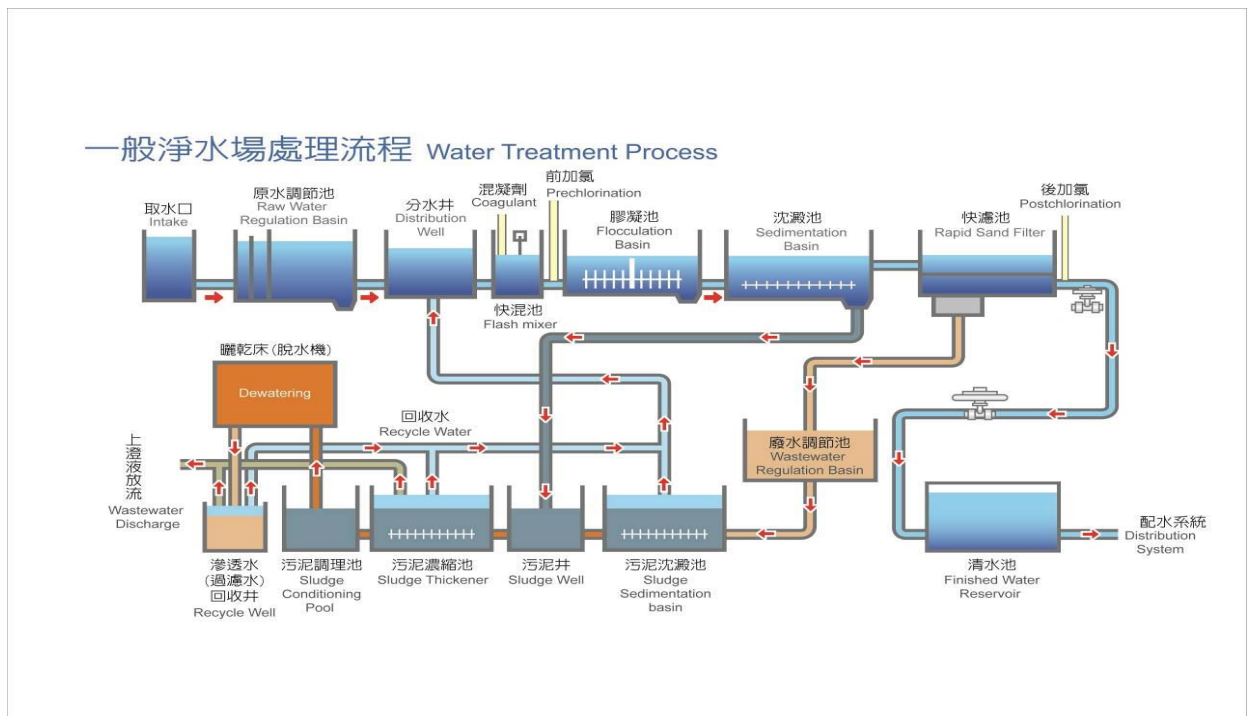 一般淨水場處理流程 Water Treatment Process
取水口
Intake
原水調節池
Raw Water
Regulation Basin
分水井
Distribution
Well
混凝劑
Coagulant
前加氯
Prechlorination
膠凝池
Flocculation
Basin
沈澱池
Sedimentation
Basin
快濾池
Rapid Sand Filter
後加氯
Postchlorination
快混池
Flash mixer
曬乾床(脫水機)
Dewatering
回收水
Recycle Water
廢水調節池
Wastewater
Regulation Basin
上澄液放流
Wastewater
Discharge
滲透水
(過濾水)
回收井
Recycle Well
污泥調理池
Sludge
Conditioning
Pool
污泥濃縮池
Sludge Thickener
污泥井
Sludge Well
污泥沈澱池
Sludge
Sedimentation
basin
清水池
Finished Water
Reservoir
配水系統
Distribution
System